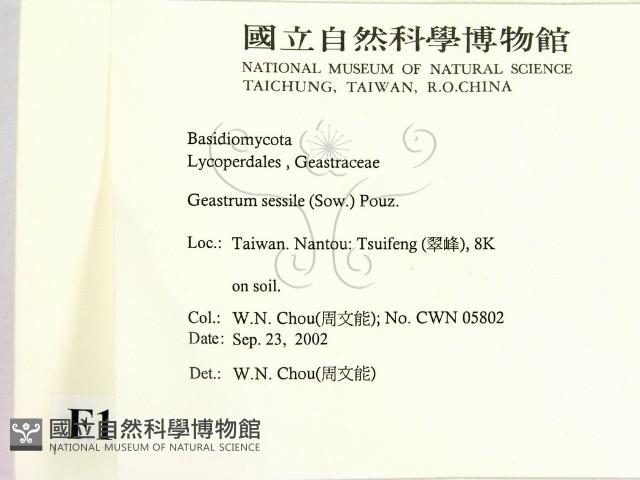 國立自然科學博物館
NATIONAL MUSEUM OF NATURAL SCIENCE
TAICHUNG, TAIWAN, R.O.CHINA
Basidiomycota
Lycoperdales , Geastraceae
Geastrum sessile (Sow.) Pouz.
Loc.: Taiwan. Nantou: Tsuifeng (翠峰), 8K
on soil.
Col.: W.N. Chou(周文能); No. CWN 05802
Date: Sep. 23, 2002
Det.: W.N. Chou(周文能)
F1
國立自然科學博物館
NATIONAL MUSEUM OF NATURAL SCIENCE